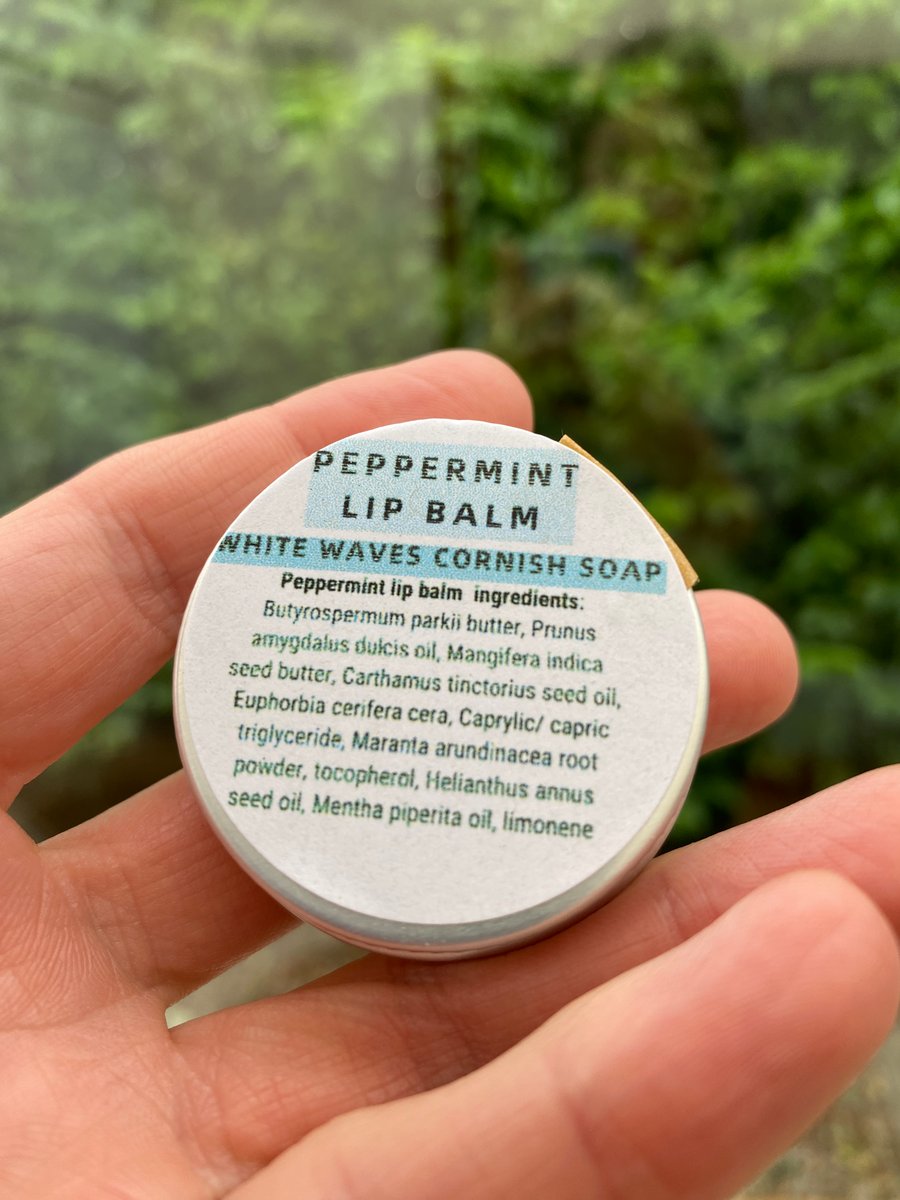 PEPPERMINT
LIP BALM
WHITE WAVES CORNISH SOAP
Peppermint lip balm ingredients:
Butyrospermum parkii butter, Prunus
amygdalus dulcis oil, Mangifera indica
seed butter, Carthamus tinctorius seed oil,
Euphorbia cerifera cera, Caprylic/ capric
triglyceride, Maranta arundinacea root
powder, tocopherol, Helianthus annus
seed oil, Mentha piperita oil, limonene